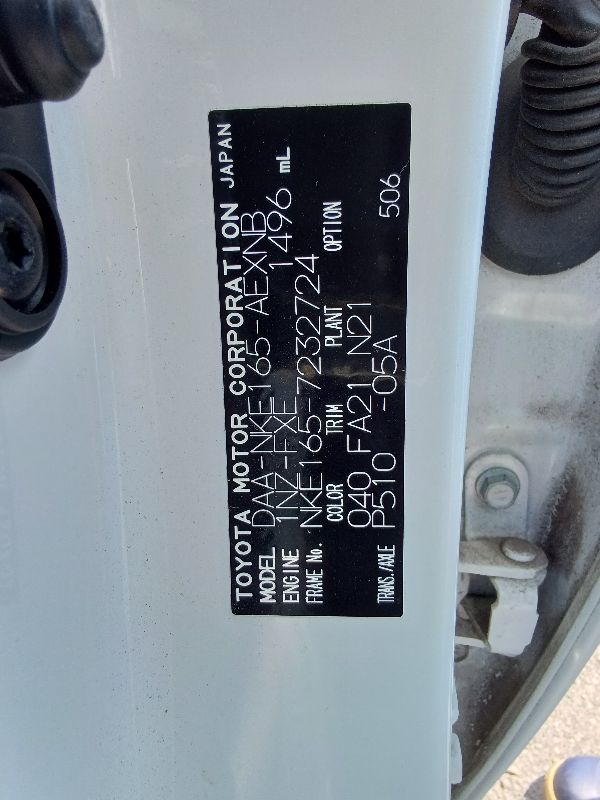 TOYOTA MOTOR CORPORATION JAPAN
MODEL DAA-NKE165-AEXNB
ENGINE 1NZ-FXE 1496 mL
FRAME No. NKE165-7232724
COLOR TRIM PLANT OPTION
040 FA21 N21
TRANS./AXLE P510 -05A 506